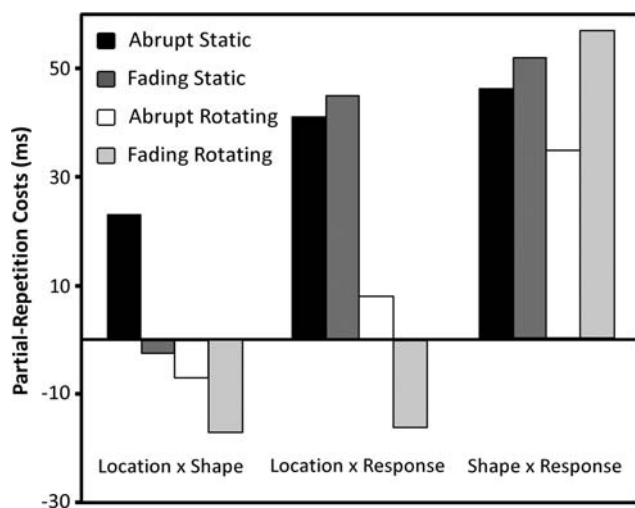 Partial-Repetition Costs (ms)
50
30
10
-10
-30
Abrupt Static
Fading Static
Abrupt Rotating
Fading Rotating
Location x Shape
Location x Response
Shape x Response